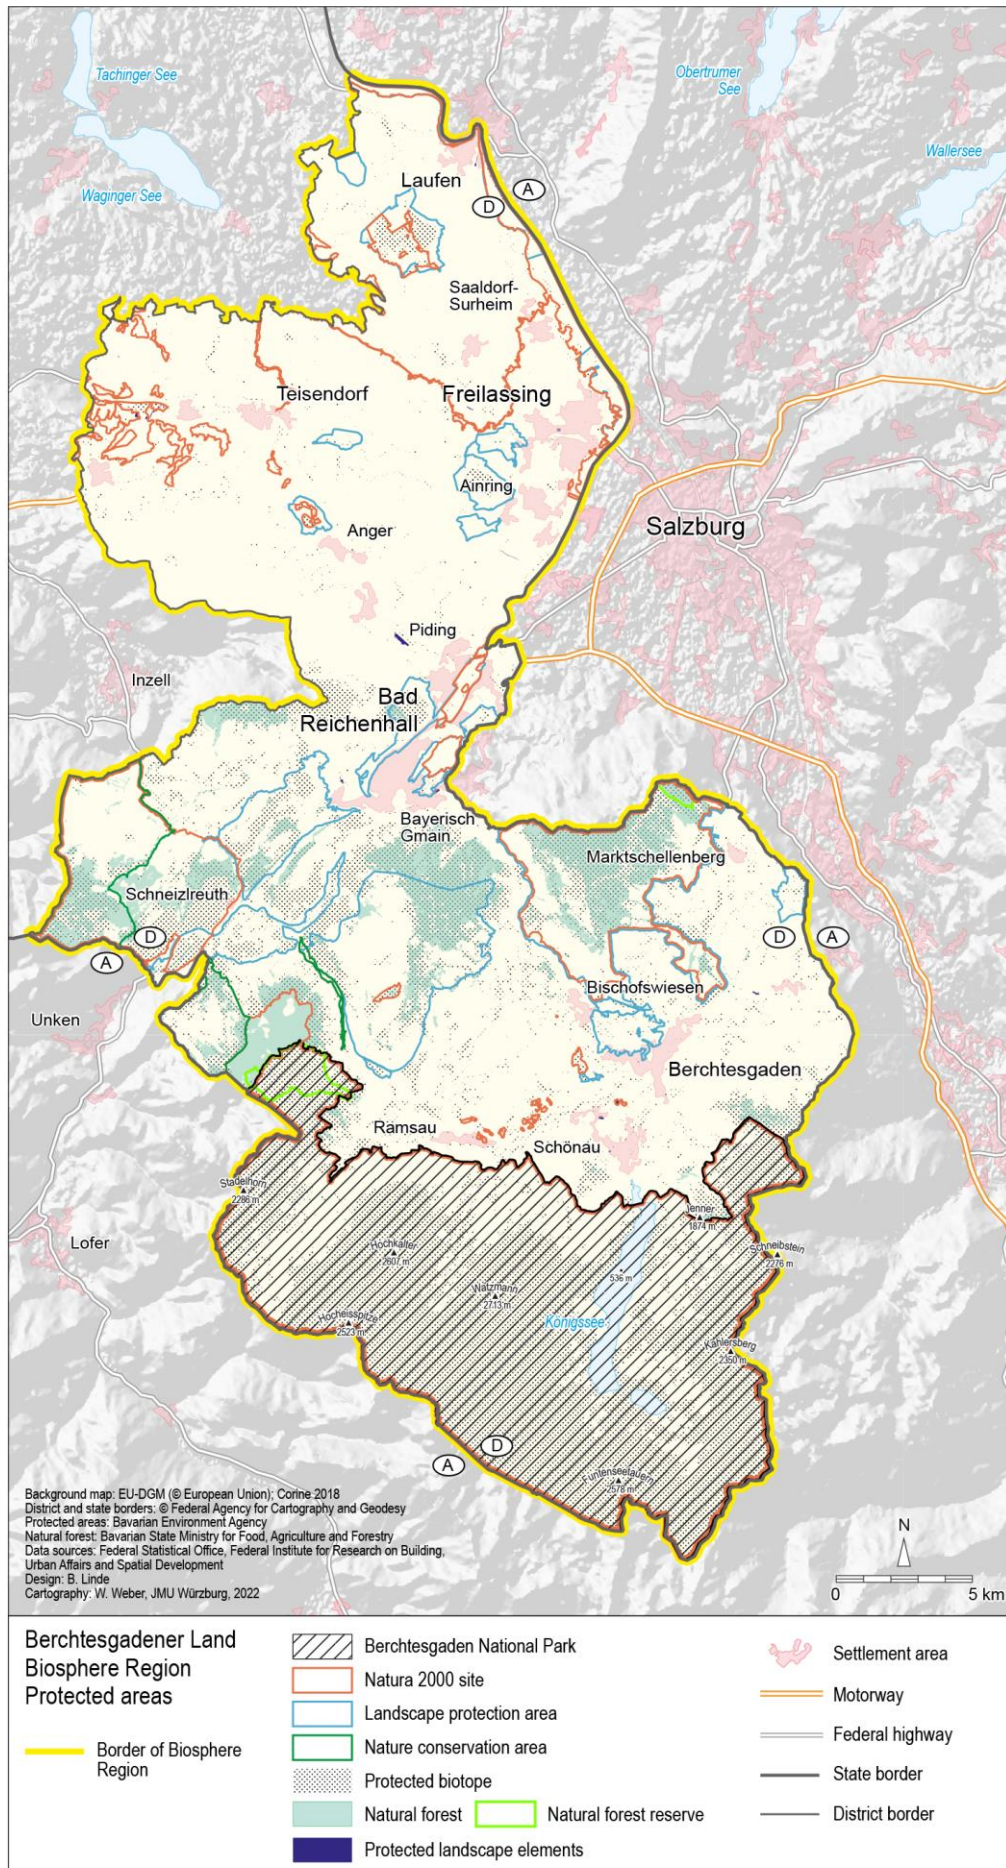 Tachinger See
Obertrumer
See
Wallersee
Waginger See
Laufen
A
D
Saaldorf-
Surheim
Teisendorf
Freilassing
Ainring
Salzburg
Anger
Piding
Inzell
Bad
Reichenhall
Bayerisch
Gmain
Marktschellenberg
Schneizlreuth
D
A
D
A
Bischofswiesen
Unken
Berchtesgaden
Ramsau
Schönau
Stadelhorn
2286 m
Jenner
1874 m
Lofer
Hochkalter
2607 m
Schneibstein
2276 m
536 m
Watzmann
2713 m
Hocheisspitze
2523 m
Königssee
Kahlersberg
2350 m
D
A
Funtenseetauern
2578 m
Background map: EU-DGM (© European Union); Corine 2018
District and state borders: © Federal Agency for Cartography and Geodesy
Protected areas: Bavarian Environment Agency
Natural forest: Bavarian State Ministry for Food, Agriculture and Forestry
Data sources: Federal Statistical Office, Federal Institute for Research on Building,
Urban Affairs and Spatial Development
Design: B. Linde
Cartography: W. Weber, JMU Würzburg, 2022
N
0 5 km
Berchtesgadener Land
Biosphere Region
Protected areas
Border of Biosphere
Region
Berchtesgaden National Park
Natura 2000 site
Landscape protection area
Nature conservation area
Protected biotope
Natural forest
Natural forest reserve
Protected landscape elements
Settlement area
Motorway
Federal highway
State border
District border